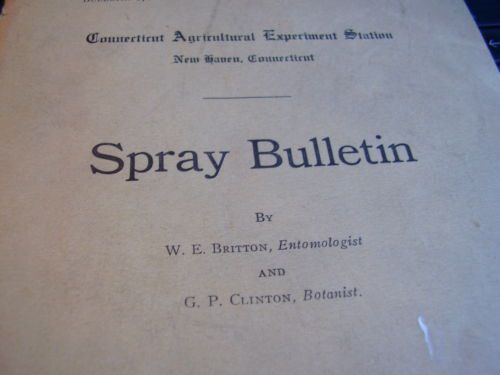 Connecticut Agricultural Experiment Station
New Haven, Connecticut
Spray Bulletin
By
W. E. Britton, Entomologist
and
G. P. Clinton, Botanist.